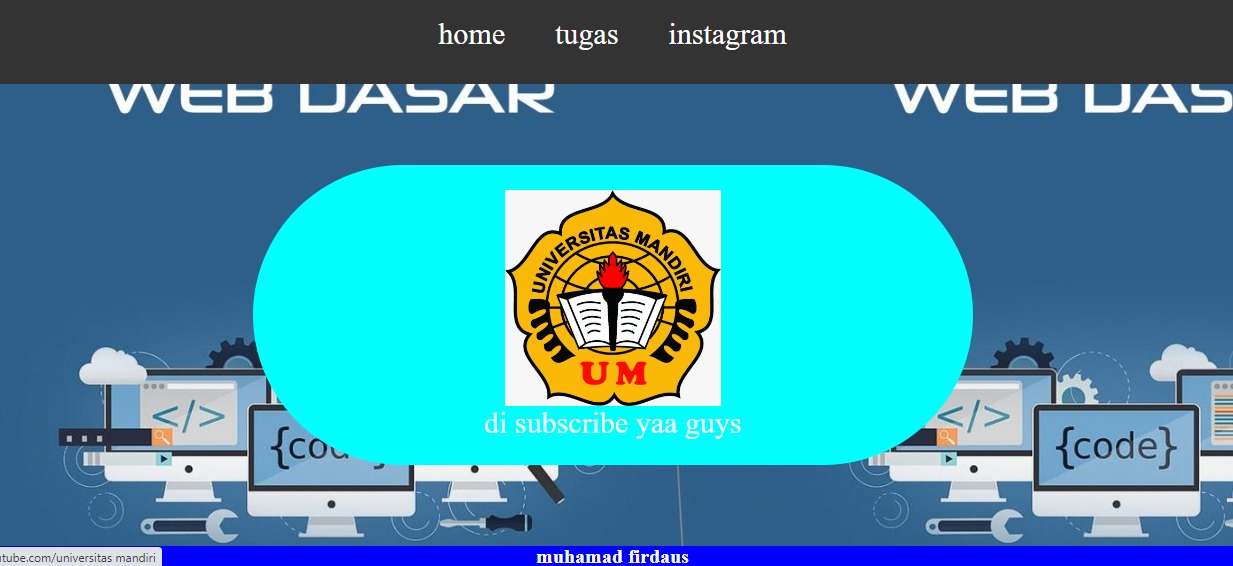 home tugas instagram
WEB DASAR WEB DAS
UNIVERSITAS MANDIRI
UM
di subscribe yaa guys
</> </>
{cou {code} {code}
utube.com/universitas mandiri
muhamad firdaus